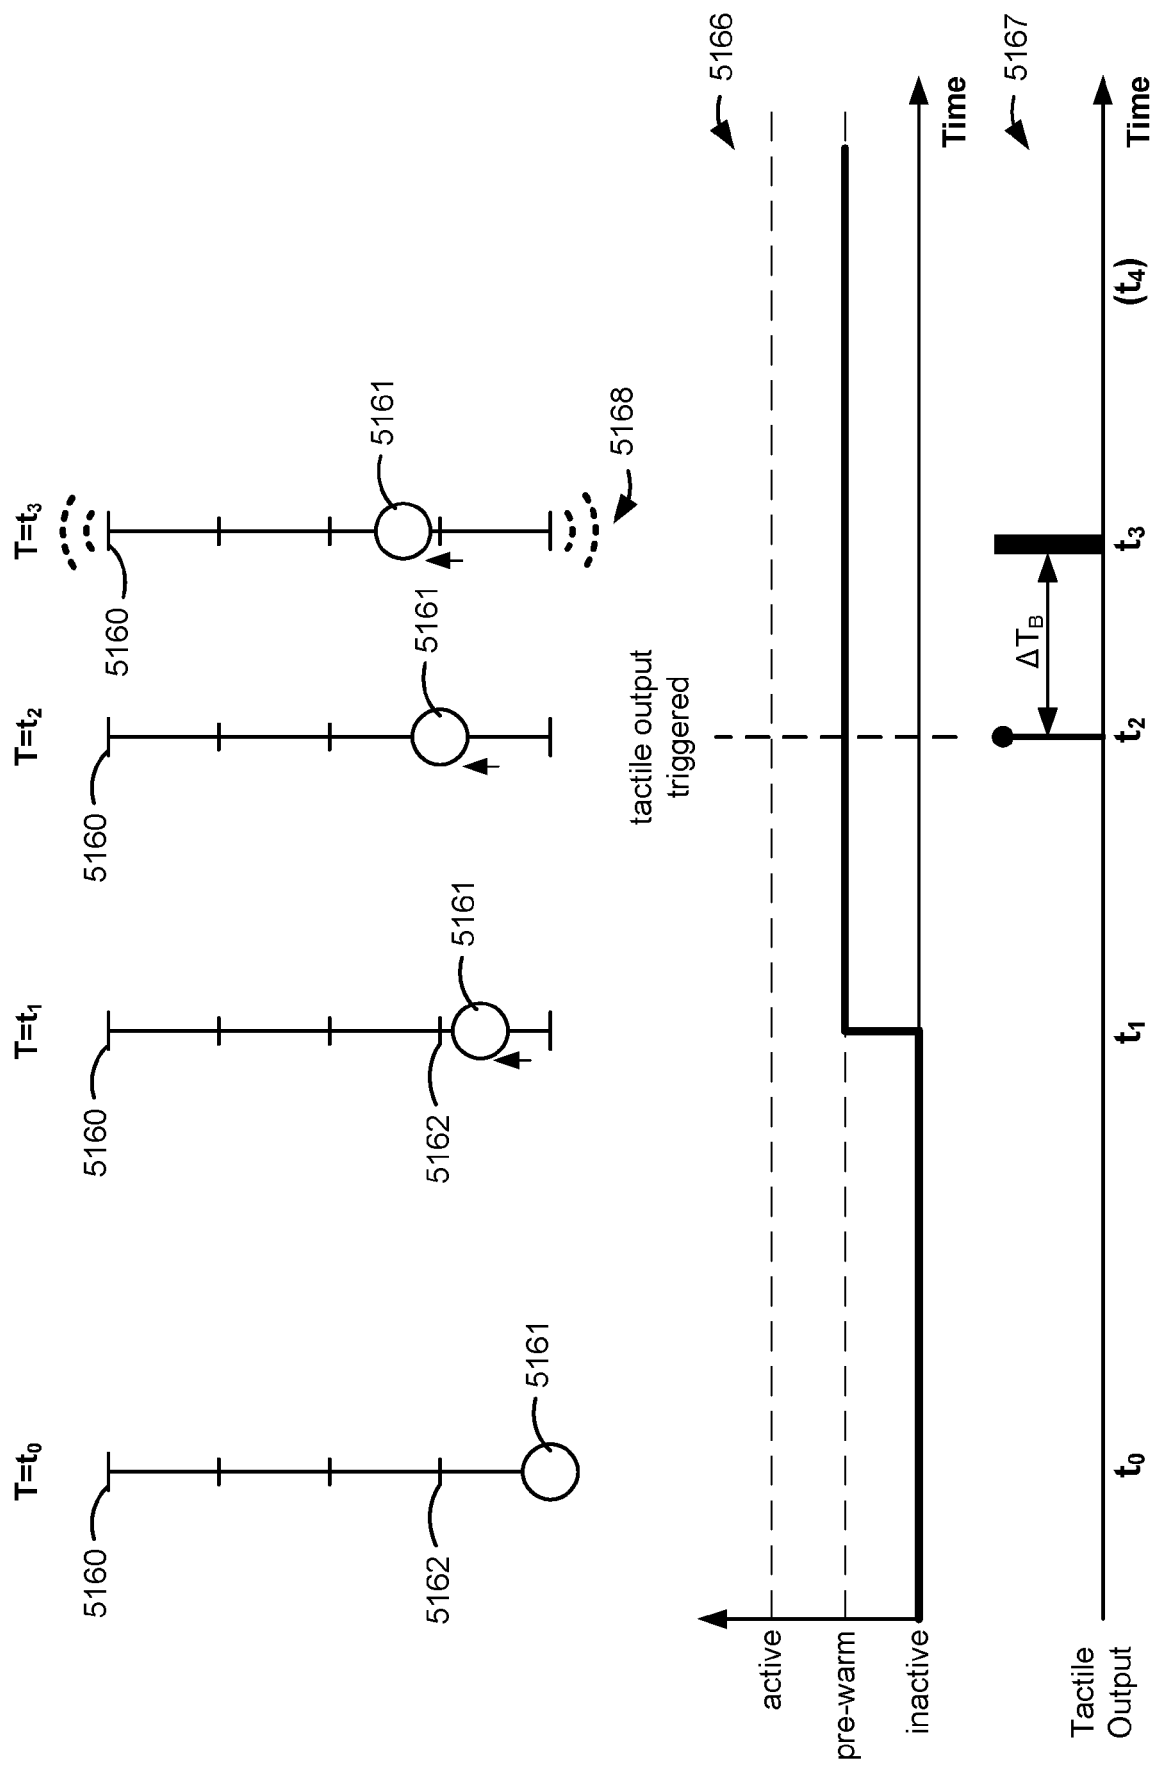 T=t0
T=t1
T=t2
T=t3
5160
5162
5161
5160
5162
5161
5160
5161
5160
5161
5168
tactile output
triggered
5166
active
pre-warm
inactive
Time
5167
ΔTB
Tactile
Output
t0
t1
t2
t3
(t4)
Time